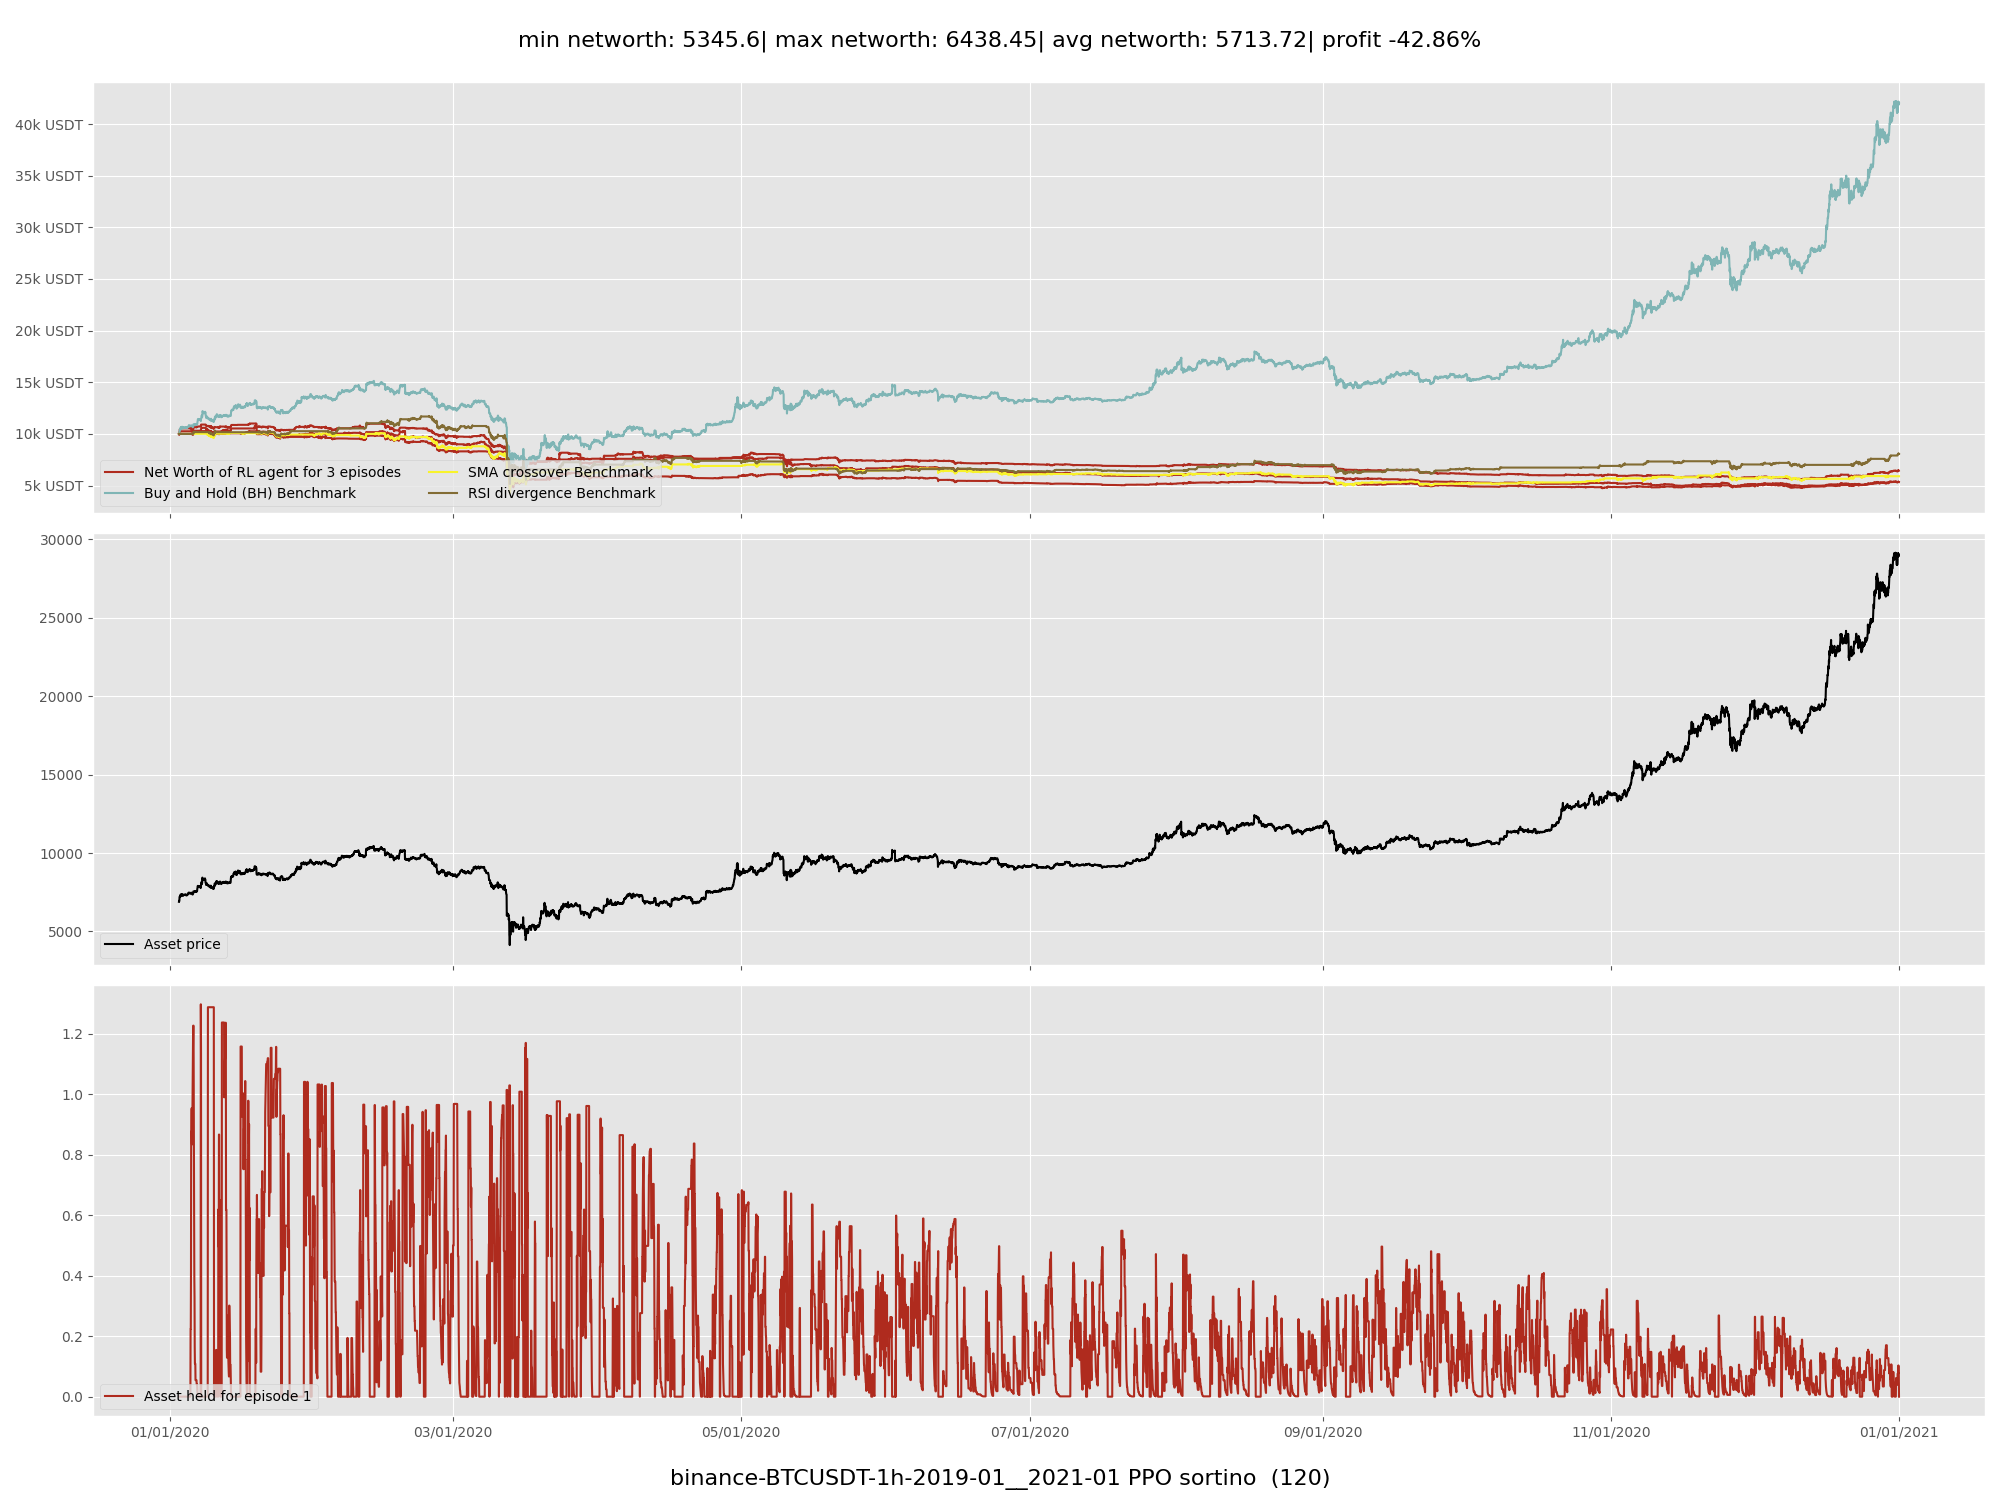 min networth: 5345.6| max networth: 6438.45| avg networth: 5713.72| profit -42.86%
40k USDT
35k USDT
30k USDT
25k USDT
20k USDT
15k USDT
10k USDT
5k USDT
Net Worth of RL agent for 3 episodes
Buy and Hold (BH) Benchmark
SMA crossover Benchmark
RSI divergence Benchmark
30000
25000
20000
15000
10000
5000
Asset price
1.2
1.0
0.8
0.6
0.4
0.2
0.0
Asset held for episode 1
01/01/2020
03/01/2020
05/01/2020
07/01/2020
09/01/2020
11/01/2020
01/01/2021
binance-BTCUSDT-1h-2019-01__2021-01 PPO sortino  (120)